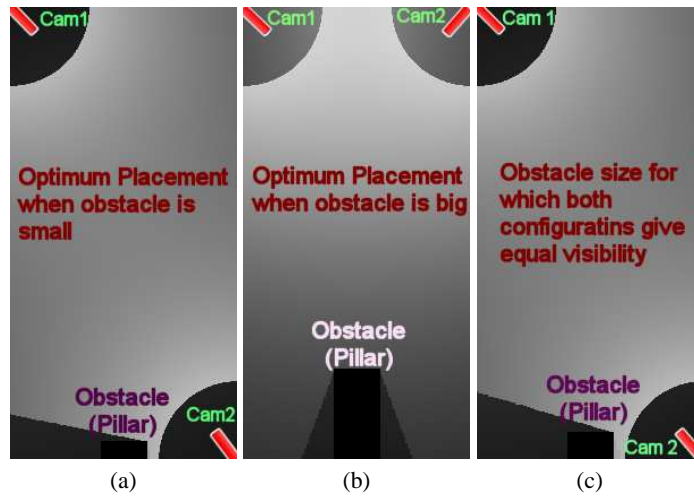 Cam1
Optimum Placement
when obstacle is
small
Obstacle
(Pillar)
Cam2
(a)
Cam1
Cam2
Optimum Placement
when obstacle is big
Obstacle
(Pillar)
(b)
Cam 1
Obstacle size for
which both
configuratins give
equal visibility
Obstacle
(Pillar)
Cam 2
(c)